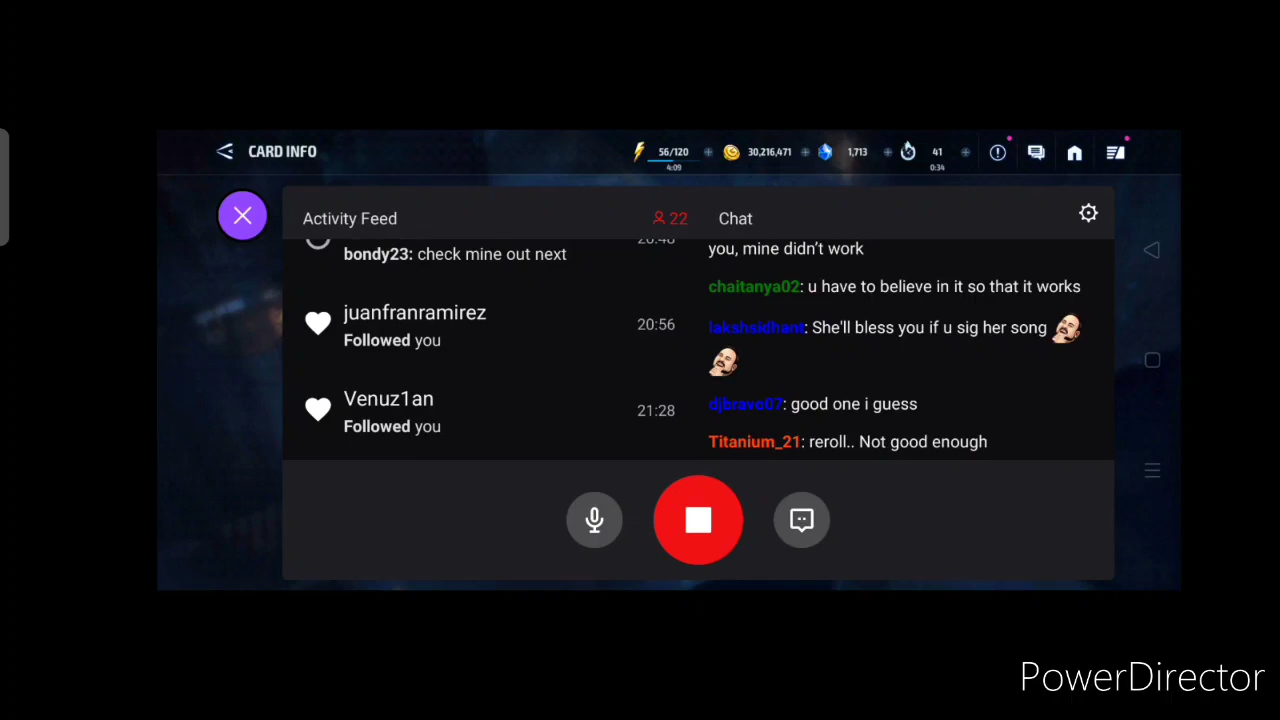 CARD INFO
56/120
4:09
30,216,471
1,713
41
0:34
Activity Feed
22
Chat
20:48
bondy23: check mine out next
you, mine didn't work
chaitanya02: u have to believe in it so that it works
juanfranramirez
Followed you
20:56
lakshsidhant: She'll bless you if u sig her song
Venuz1an
Followed you
21:28
djbravo07: good one i guess
Titanium_21: reroll.. Not good enough
PowerDirector